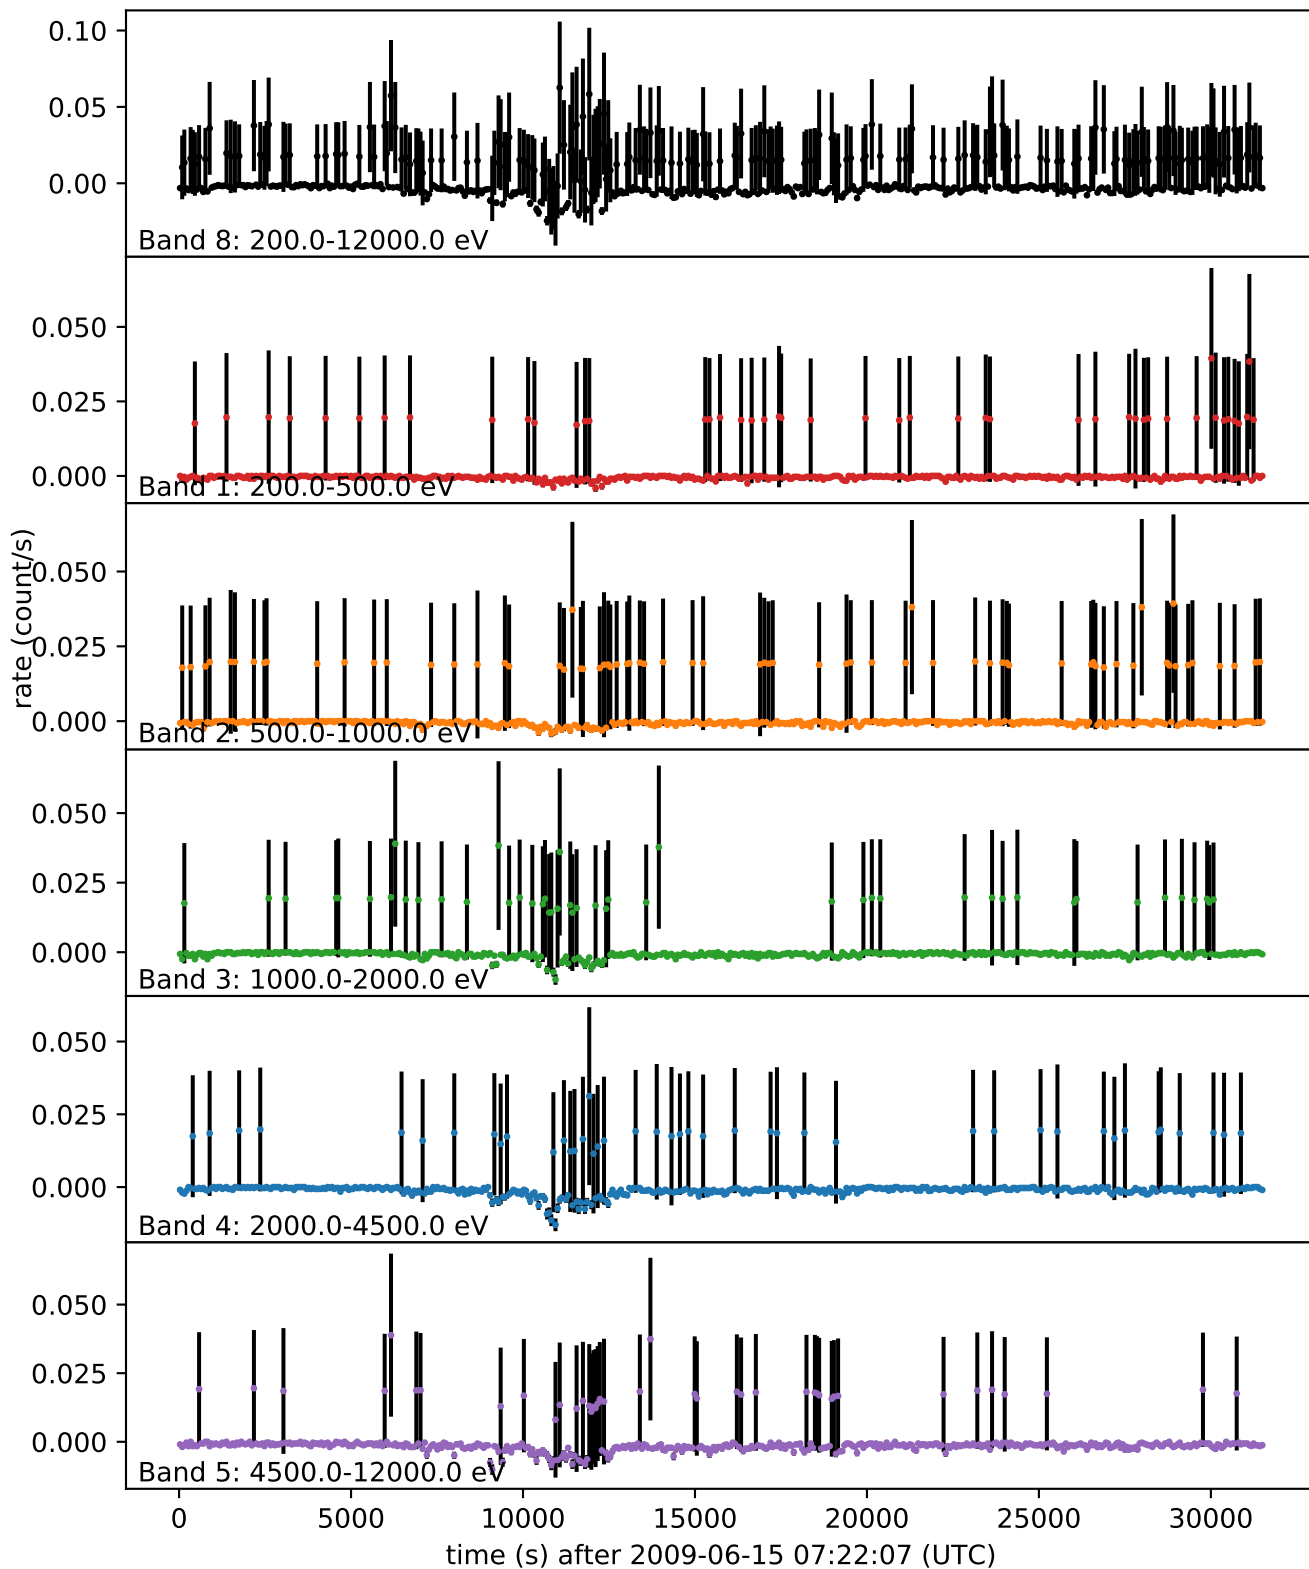 0.10
0.05
0.00
Band 8: 200.0-12000.0 eV
0.050
0.025
0.000
Band 1: 200.0-500.0 eV
rate (count/s)
0.050
0.025
0.000
Band 2: 500.0-1000.0 eV
0.050
0.025
0.000
Band 3: 1000.0-2000.0 eV
0.050
0.025
0.000
Band 4: 2000.0-4500.0 eV
0.050
0.025
0.000
Band 5: 4500.0-12000.0 eV
0 5000 10000 15000 20000 25000 30000
time (s) after 2009-06-15 07:22:07 (UTC)